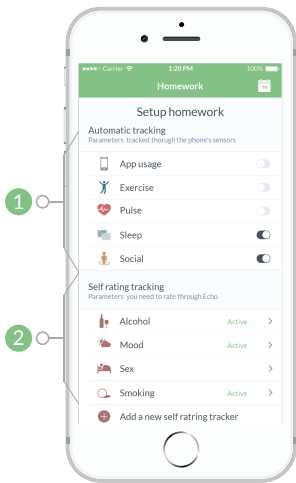 Carrier 1:20 PM 100%
Homework
Setup homework
Automatic tracking
Parameters tracked thorugh the phone's sensors
App usage
Exercise
Pulse
Sleep
Social
Self rating tracking
Parameters you need to rate through Echo
Alcohol Active
Mood Active
Sex
Smoking Active
Add a new self ratring tracker
1
2